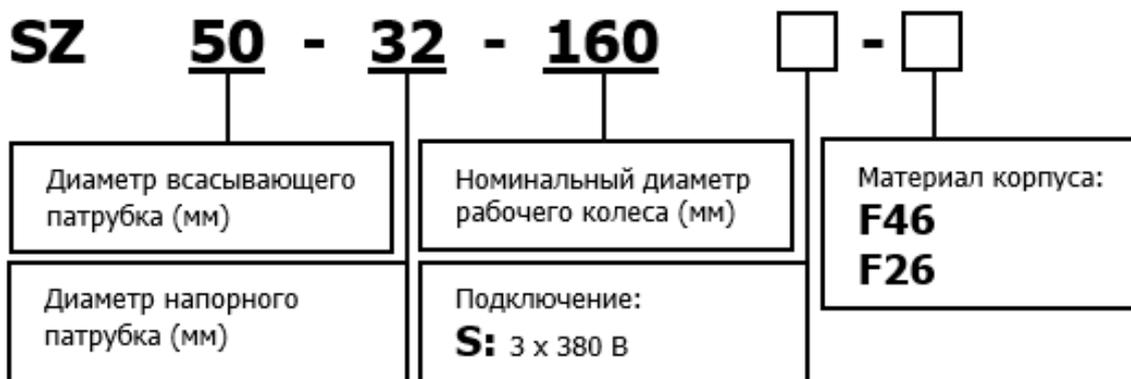 SZ 50 - 32 - 160 -
Диаметр всасывающего
патрубка (мм)
Номинальный диаметр
рабочего колеса (мм)
Материал корпуса:
F46
F26
Диаметр напорного
патрубка (мм)
Подключение:
S: 3 x 380 В